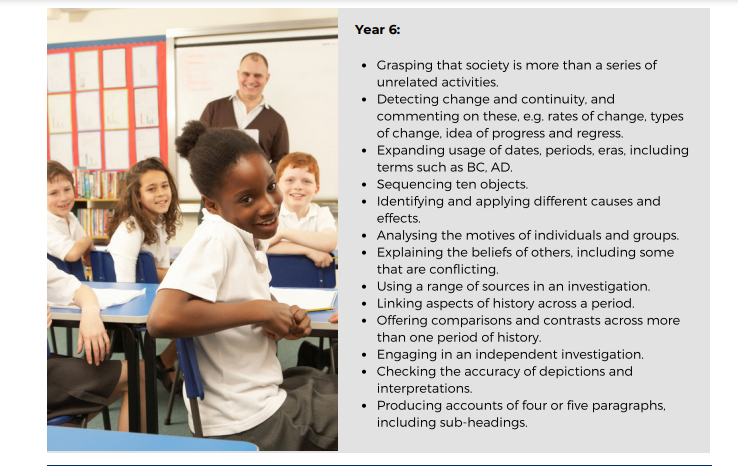 Year 6:
• Grasping that society is more than a series of
unrelated activities.
• Detecting change and continuity, and
commenting on these, e.g. rates of change, types
of change, idea of progress and regress.
• Expanding usage of dates, periods, eras, including
terms such as BC, AD.
• Sequencing ten objects.
• Identifying and applying different causes and
effects.
• Analysing the motives of individuals and groups.
• Explaining the beliefs of others, including some
that are conflicting.
• Using a range of sources in an investigation.
• Linking aspects of history across a period.
• Offering comparisons and contrasts across more
than one period of history.
• Engaging in an independent investigation.
• Checking the accuracy of depictions and
interpretations.
• Producing accounts of four or five paragraphs,
including sub-headings.